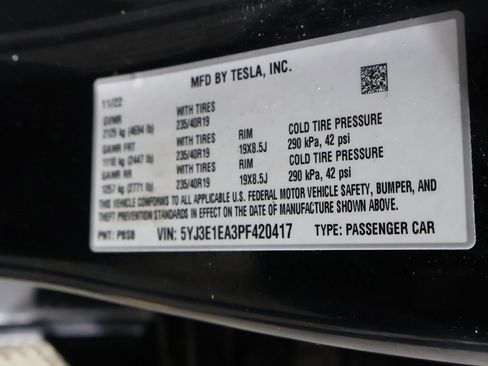 MFD BY TESLA, INC.
11/22
GVWR
2129 kg (4694 lb) WITH TIRES 235/40R19
GAWR FRT
1110 kg (2447 lb) WITH TIRES 235/40R19 RIM 19X8.5J COLD TIRE PRESSURE 290 kPa, 42 psi
GAWR RR
1257 kg (2771 lb) WITH TIRES 235/40R19 RIM 19X8.5J COLD TIRE PRESSURE 290 kPa, 42 psi
THIS VEHICLE CONFORMS TO ALL APPLICABLE U.S. FEDERAL MOTOR VEHICLE SAFETY, BUMPER, AND
THEFT PREVENTION STANDARDS IN EFFECT ON THE DATE OF MANUFACTURE SHOWN ABOVE.
PNT: PBSB VIN: 5YJ3E1EA3PF420417 TYPE: PASSENGER CAR